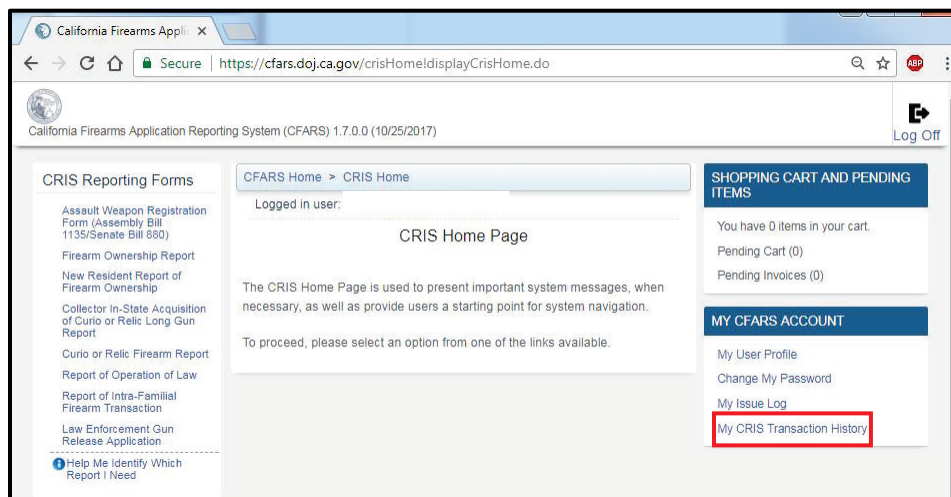 California Firearms Appli
Secure
https://cfars.doj.ca.gov/crisHome!displayCrisHome.do
ABP
California Firearms Application Reporting System (CFARS) 1.7.0.0 (10/25/2017)
Log Off
CRIS Reporting Forms
Assault Weapon Registration
Form (Assembly Bill
1135/Senate Bill 880)
Firearm Ownership Report
New Resident Report of
Firearm Ownership
Collector In-State Acquisition
of Curio or Relic Long Gun
Report
Curio or Relic Firearm Report
Report of Operation of Law
Report of Intra-Familial
Firearm Transaction
Law Enforcement Gun
Release Application
Help Me Identify Which
Report I Need
CFARS Home > CRIS Home
Logged in user:
CRIS Home Page
The CRIS Home Page is used to present important system messages, when
necessary, as well as provide users a starting point for system navigation.
To proceed, please select an option from one of the links available.
SHOPPING CART AND PENDING
ITEMS
You have 0 items in your cart.
Pending Cart (0)
Pending Invoices (0)
MY CFARS ACCOUNT
My User Profile
Change My Password
My Issue Log
My CRIS Transaction History